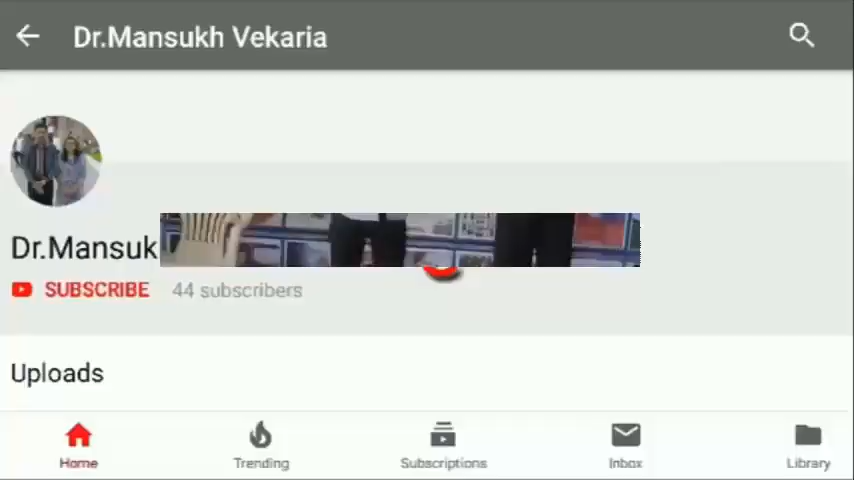 Dr.Mansukh Vekaria
Dr.Mansuk
SUBSCRIBE 44 subscribers
Uploads
Home Trending Subscriptions Inbox Library